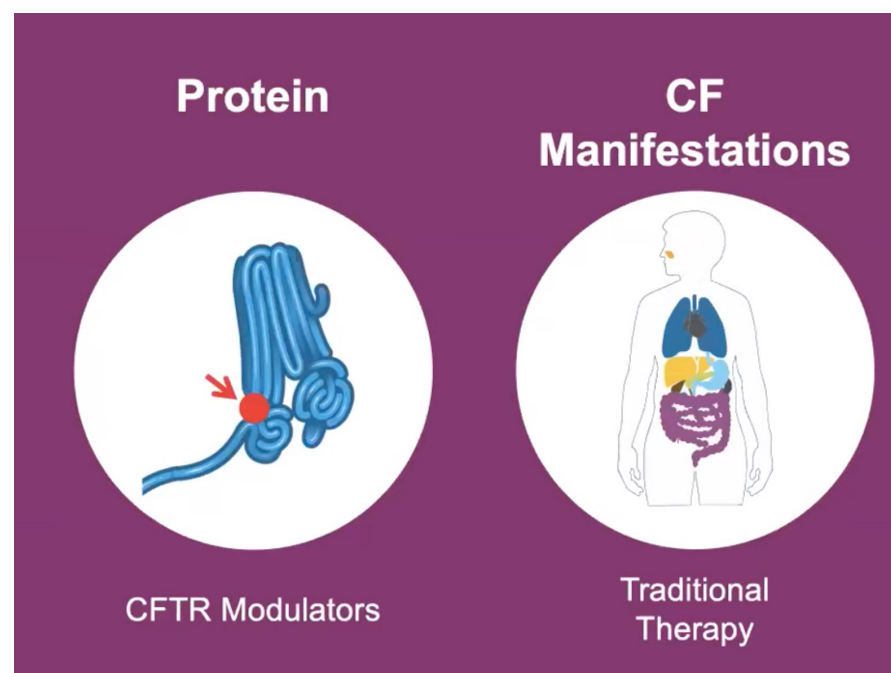 Protein
CFTR Modulators
CF
Manifestations
Traditional
Therapy